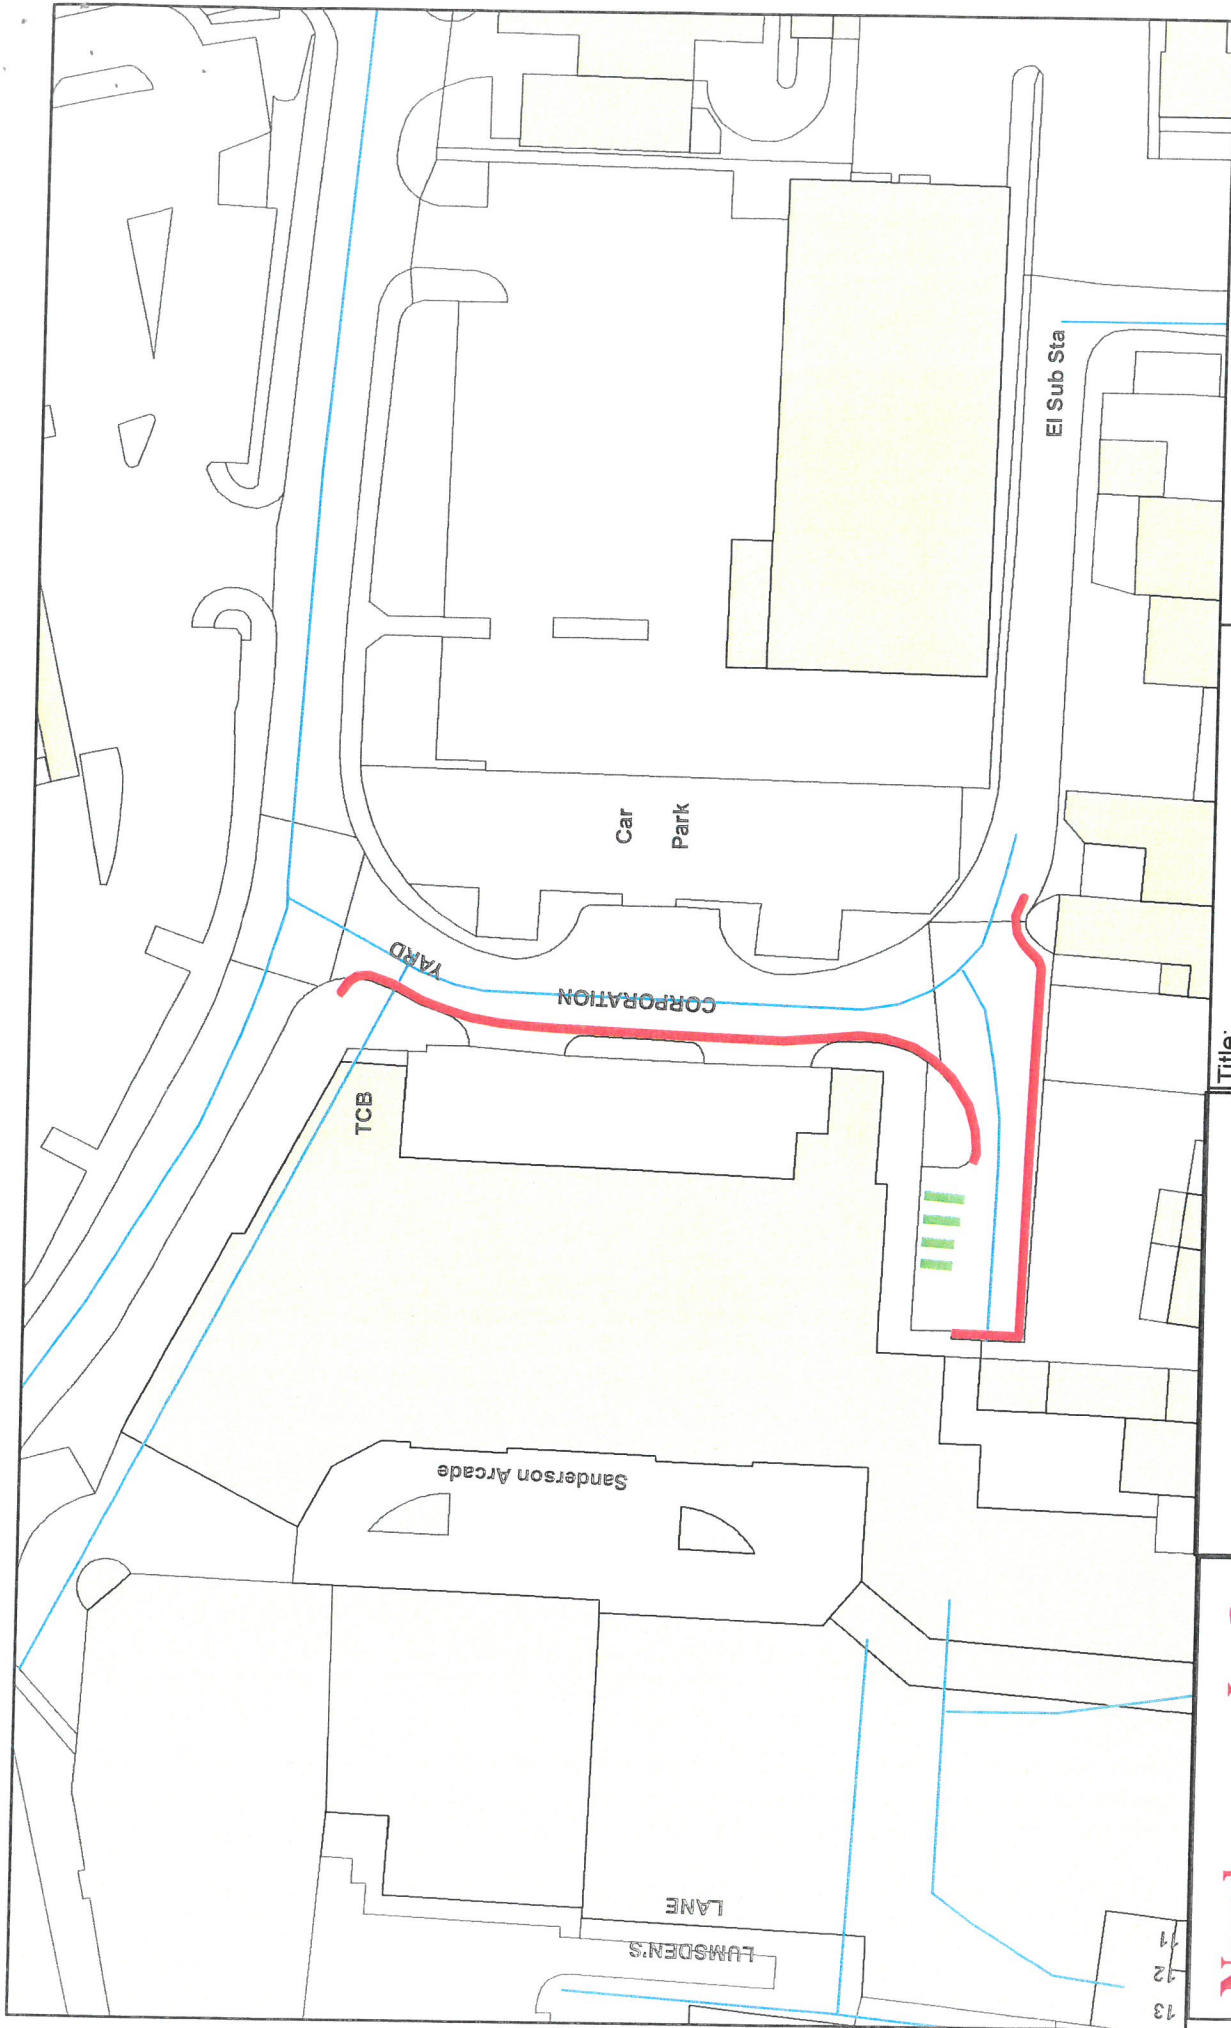 El Sub Sta
Car
Park
YARD
CORPORATION
TCB
Sanderson Arcade
LANE
LUMSDEN'S
11
12
13
Title: